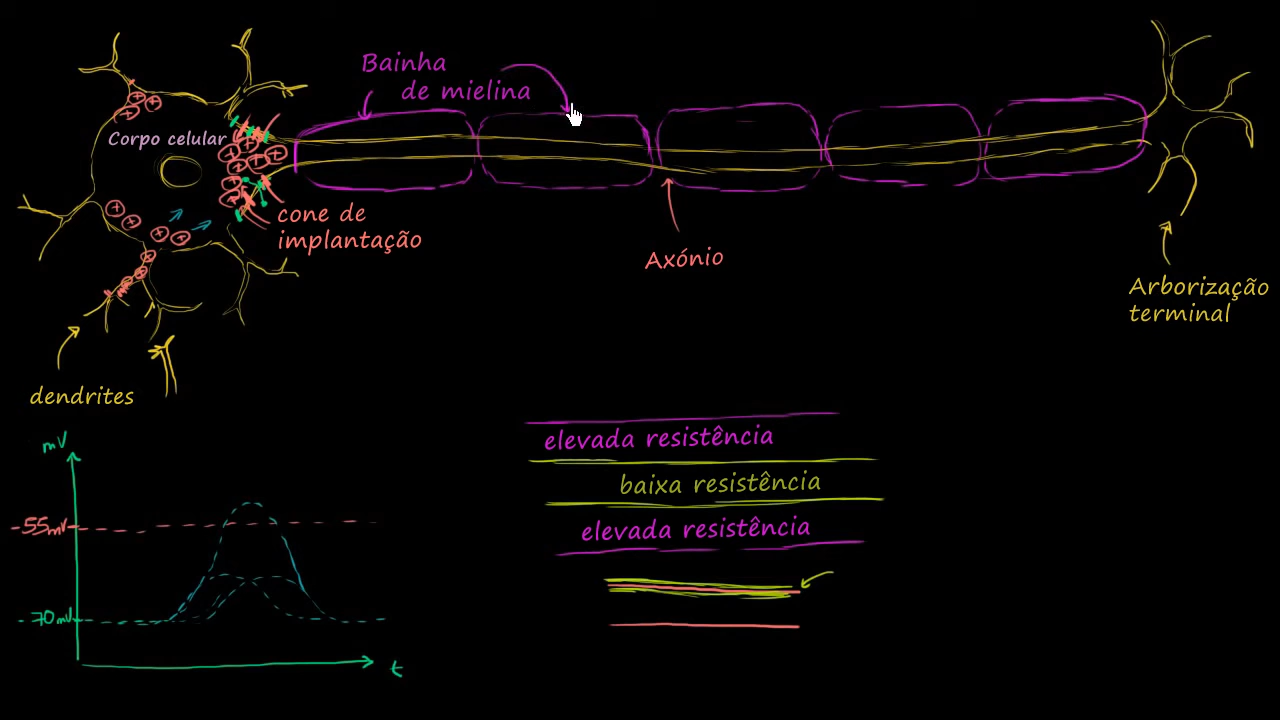 Bainha
de mielina
Corpo celular
cone de
implantação
Axónio
Arborização
terminal
dendrites
mV
-55mV
-70mV
t
elevada resistência
baixa resistência
elevada resistência